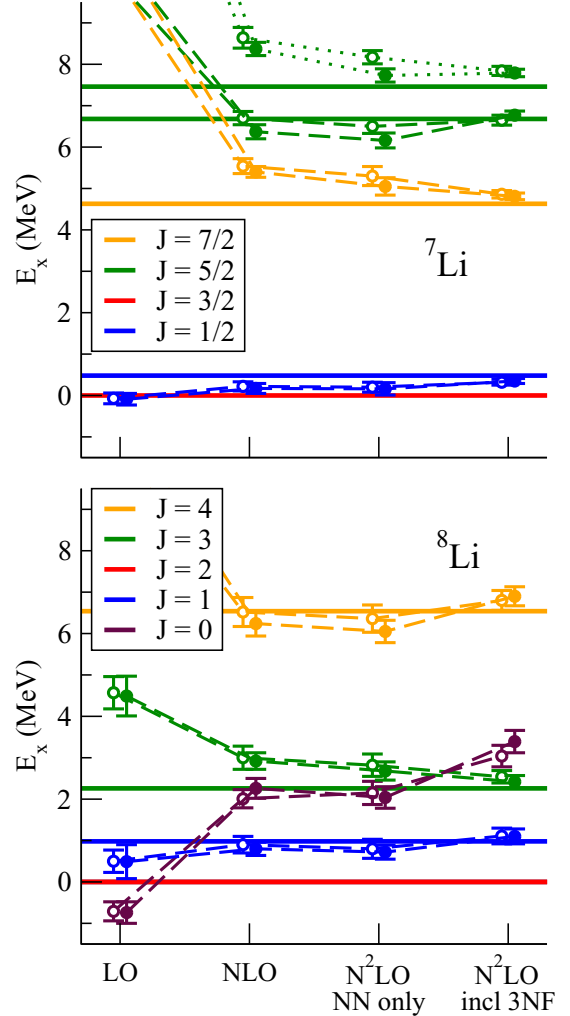 8
6
4
2
0
E_x (MeV)
J = 7/2
J = 5/2
J = 3/2
J = 1/2
⁷Li
8
6
4
2
0
E_x (MeV)
J = 4
J = 3
J = 2
J = 1
J = 0
⁸Li
LO NLO N²LO N²LO
NN only incl 3NF